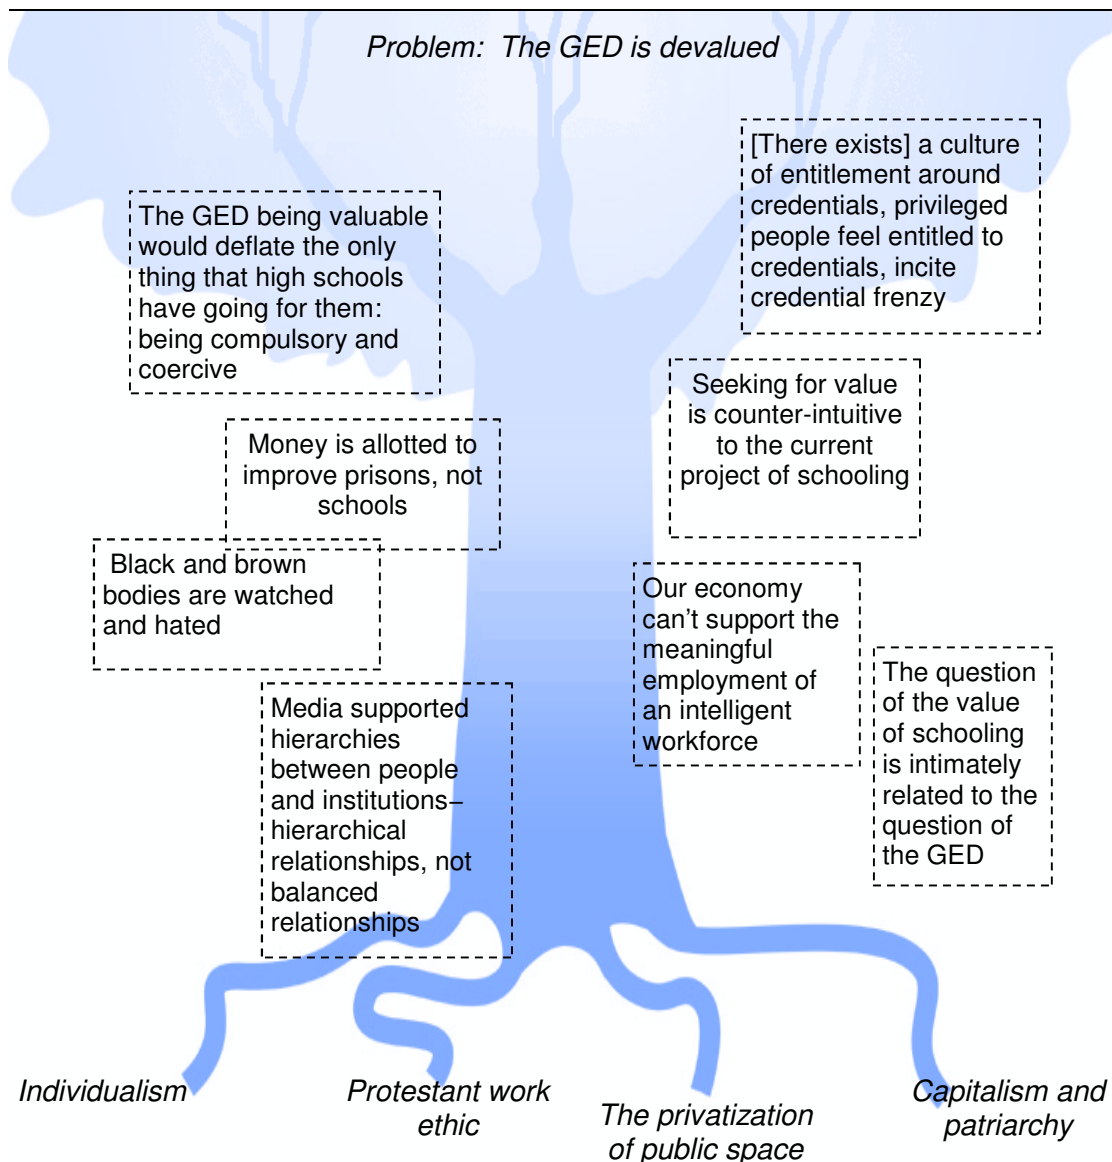 Problem: The GED is devalued
[There exists] a culture
of entitlement around
credentials, privileged
people feel entitled to
credentials, incite
credential frenzy
The GED being valuable
would deflate the only
thing that high schools
have going for them:
being compulsory and
coercive
Seeking for value
is counter-intuitive
to the current
project of schooling
Money is allotted to
improve prisons, not
schools
Black and brown
bodies are watched
and hated
Our economy
can’t support the
meaningful
employment of
an intelligent
workforce
The question
of the value
of schooling
is intimately
related to the
question of
the GED
Media supported
hierarchies
between people
and institutions–
hierarchical
relationships, not
balanced
relationships
Individualism
Protestant work
ethic
The privatization
of public space
Capitalism and
patriarchy